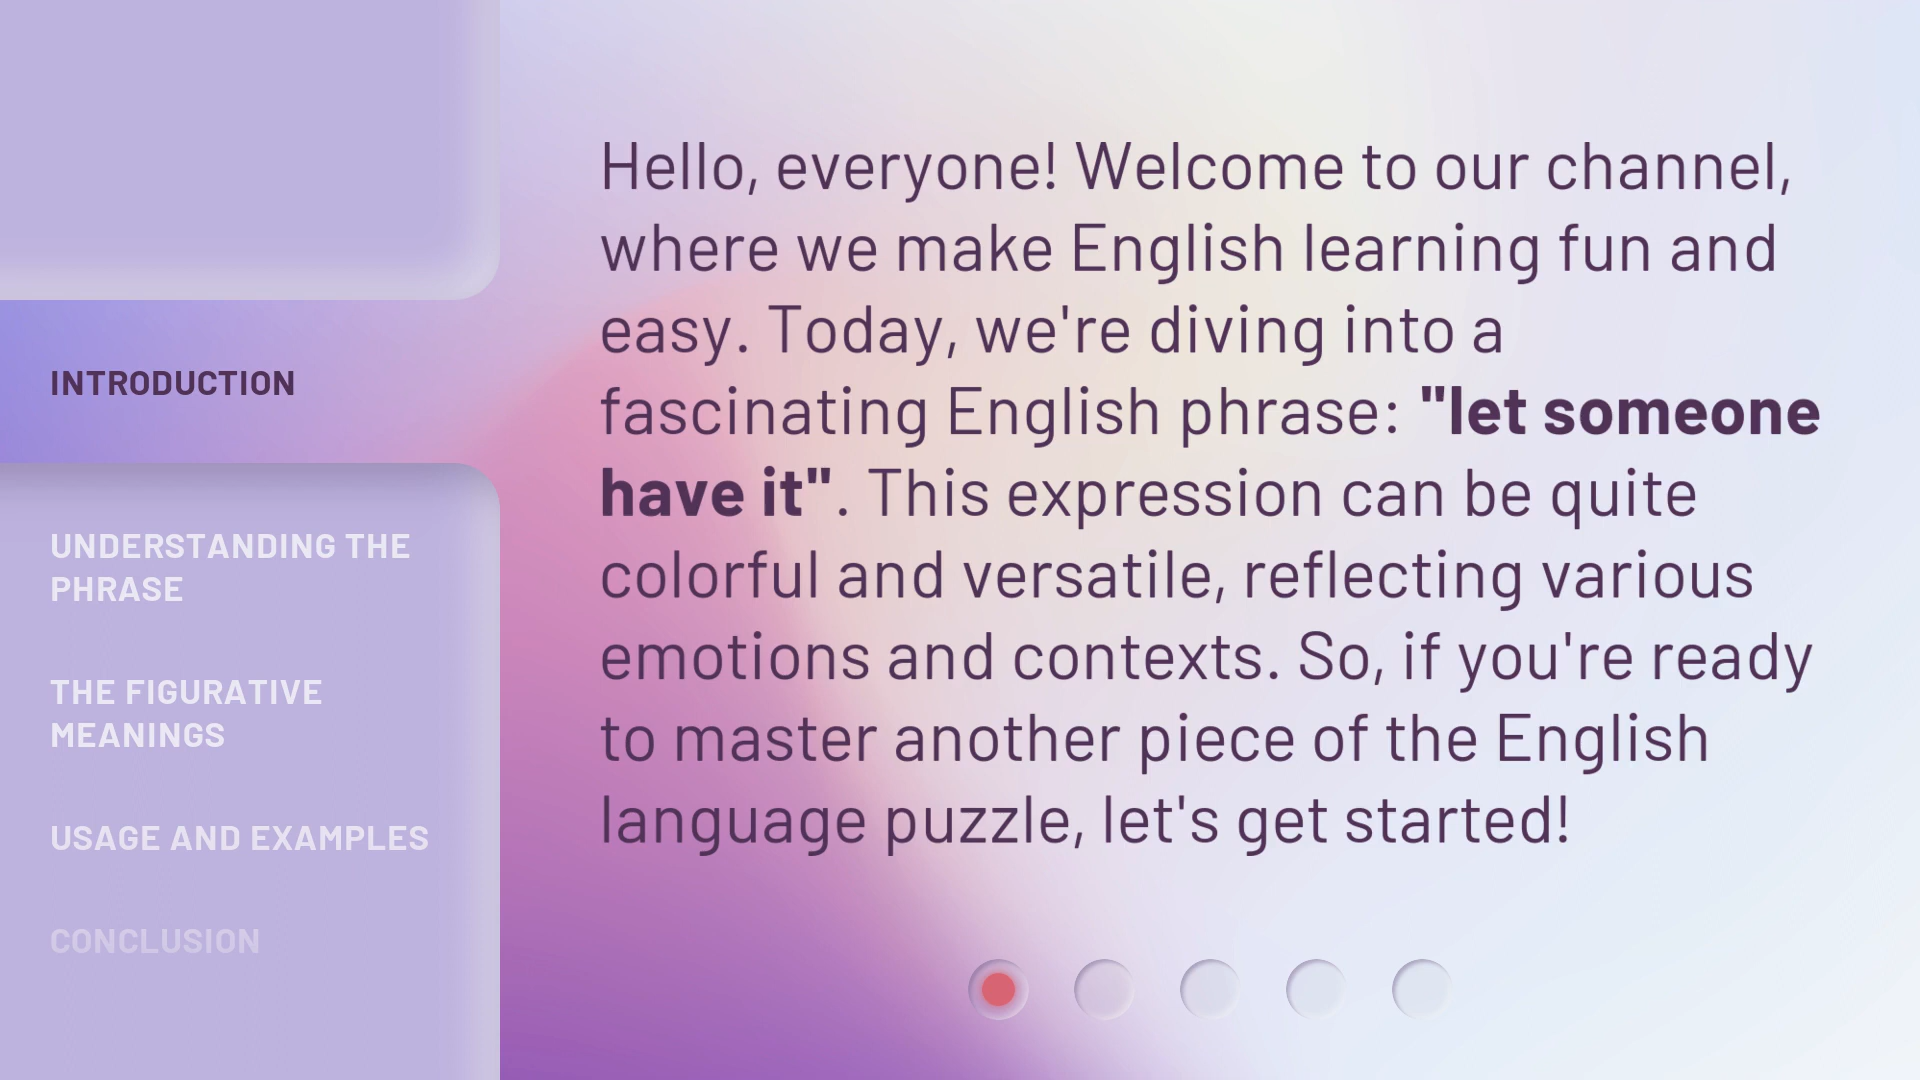 INTRODUCTION
UNDERSTANDING THE
PHRASE
THE FIGURATIVE
MEANINGS
USAGE AND EXAMPLES
CONCLUSION
Hello, everyone! Welcome to our channel,
where we make English learning fun and
easy. Today, we're diving into a
fascinating English phrase: "let someone
have it". This expression can be quite
colorful and versatile, reflecting various
emotions and contexts. So, if you're ready
to master another piece of the English
language puzzle, let's get started!